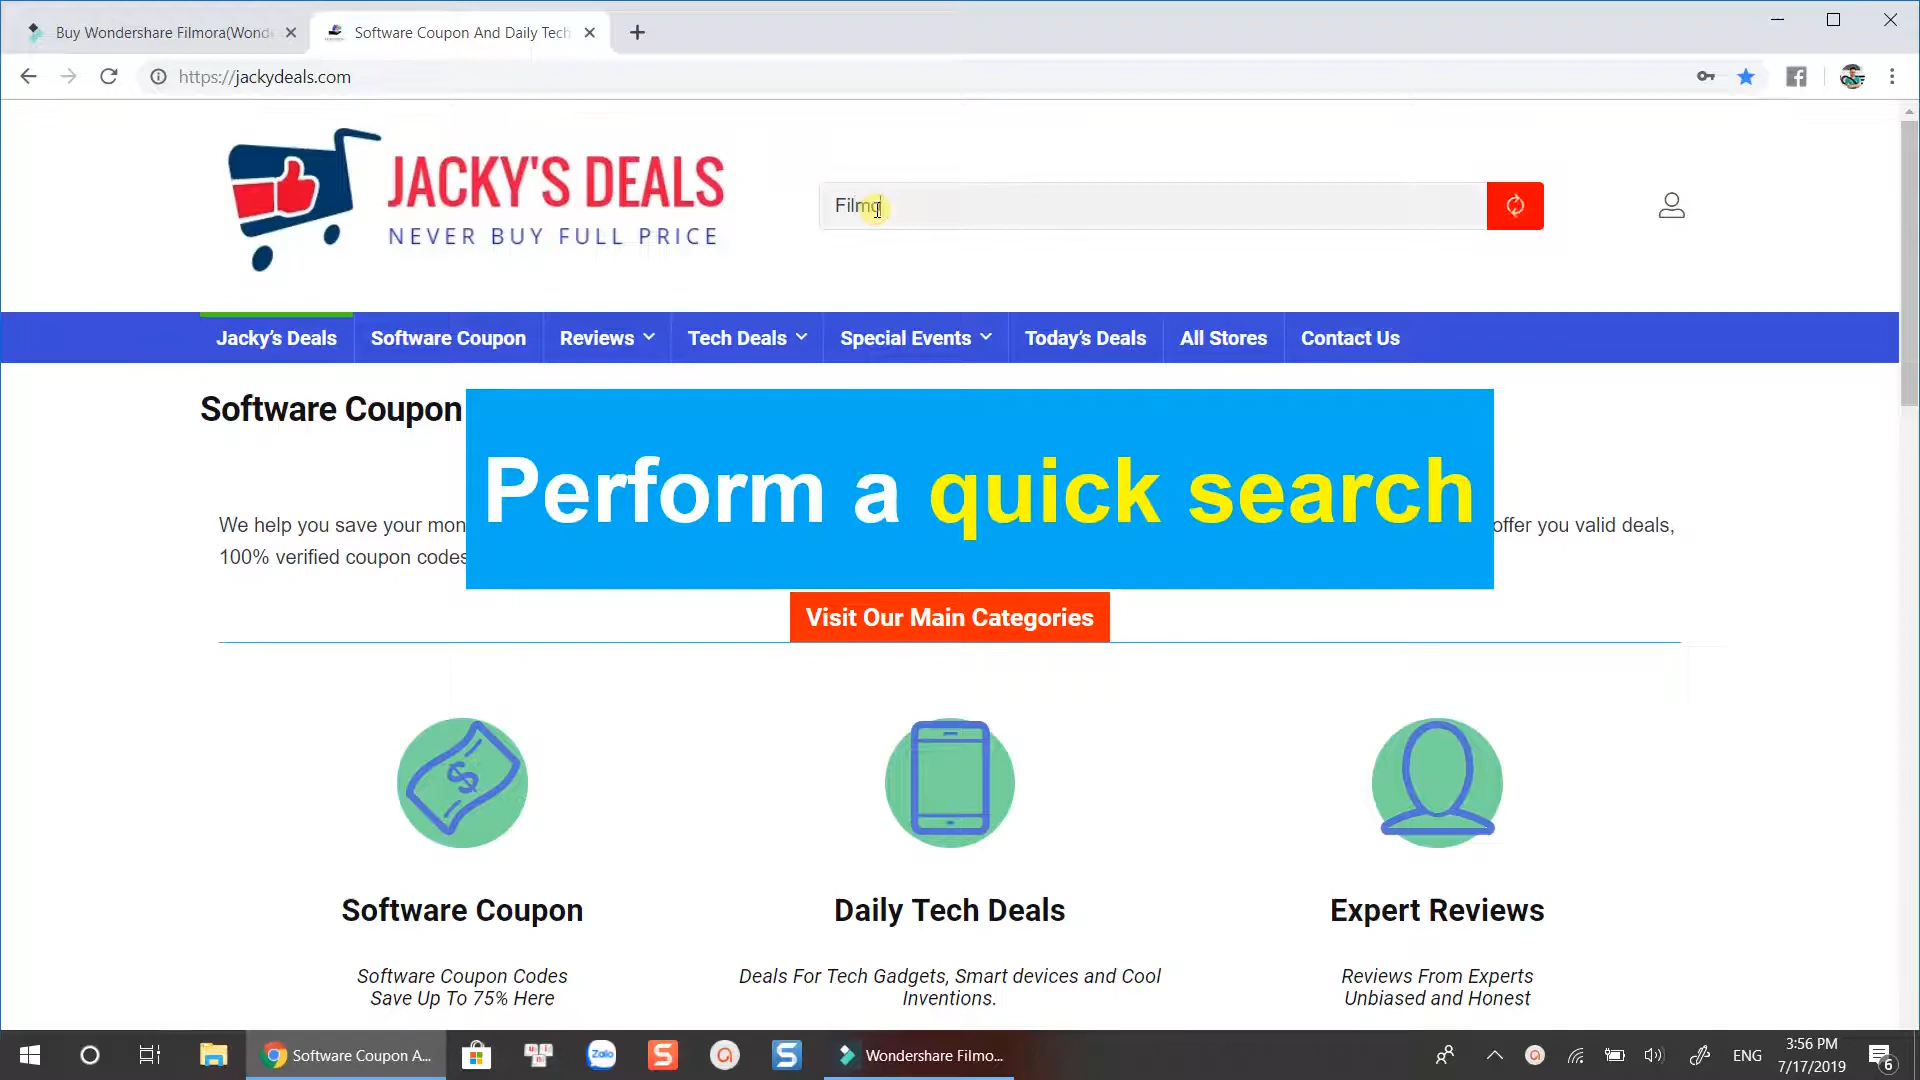 Buy Wondershare Filmora(Wond
Software Coupon And Daily Tech
https://jackydeals.com
JACKY'S DEALS
NEVER BUY FULL PRICE
Filmo
Jacky’s Deals
Software Coupon
Reviews
Tech Deals
Special Events
Today’s Deals
All Stores
Contact Us
Software Coupon
Perform a quick search
We help you save your mon
offer you valid deals,
100% verified coupon codes
Visit Our Main Categories
Software Coupon
Daily Tech Deals
Expert Reviews
Software Coupon Codes
Save Up To 75% Here
Deals For Tech Gadgets, Smart devices and Cool
Inventions.
Reviews From Experts
Unbiased and Honest
Software Coupon A...
Zalo
S
a
S
Wondershare Filmo...
ENG
3:56 PM
7/17/2019
6